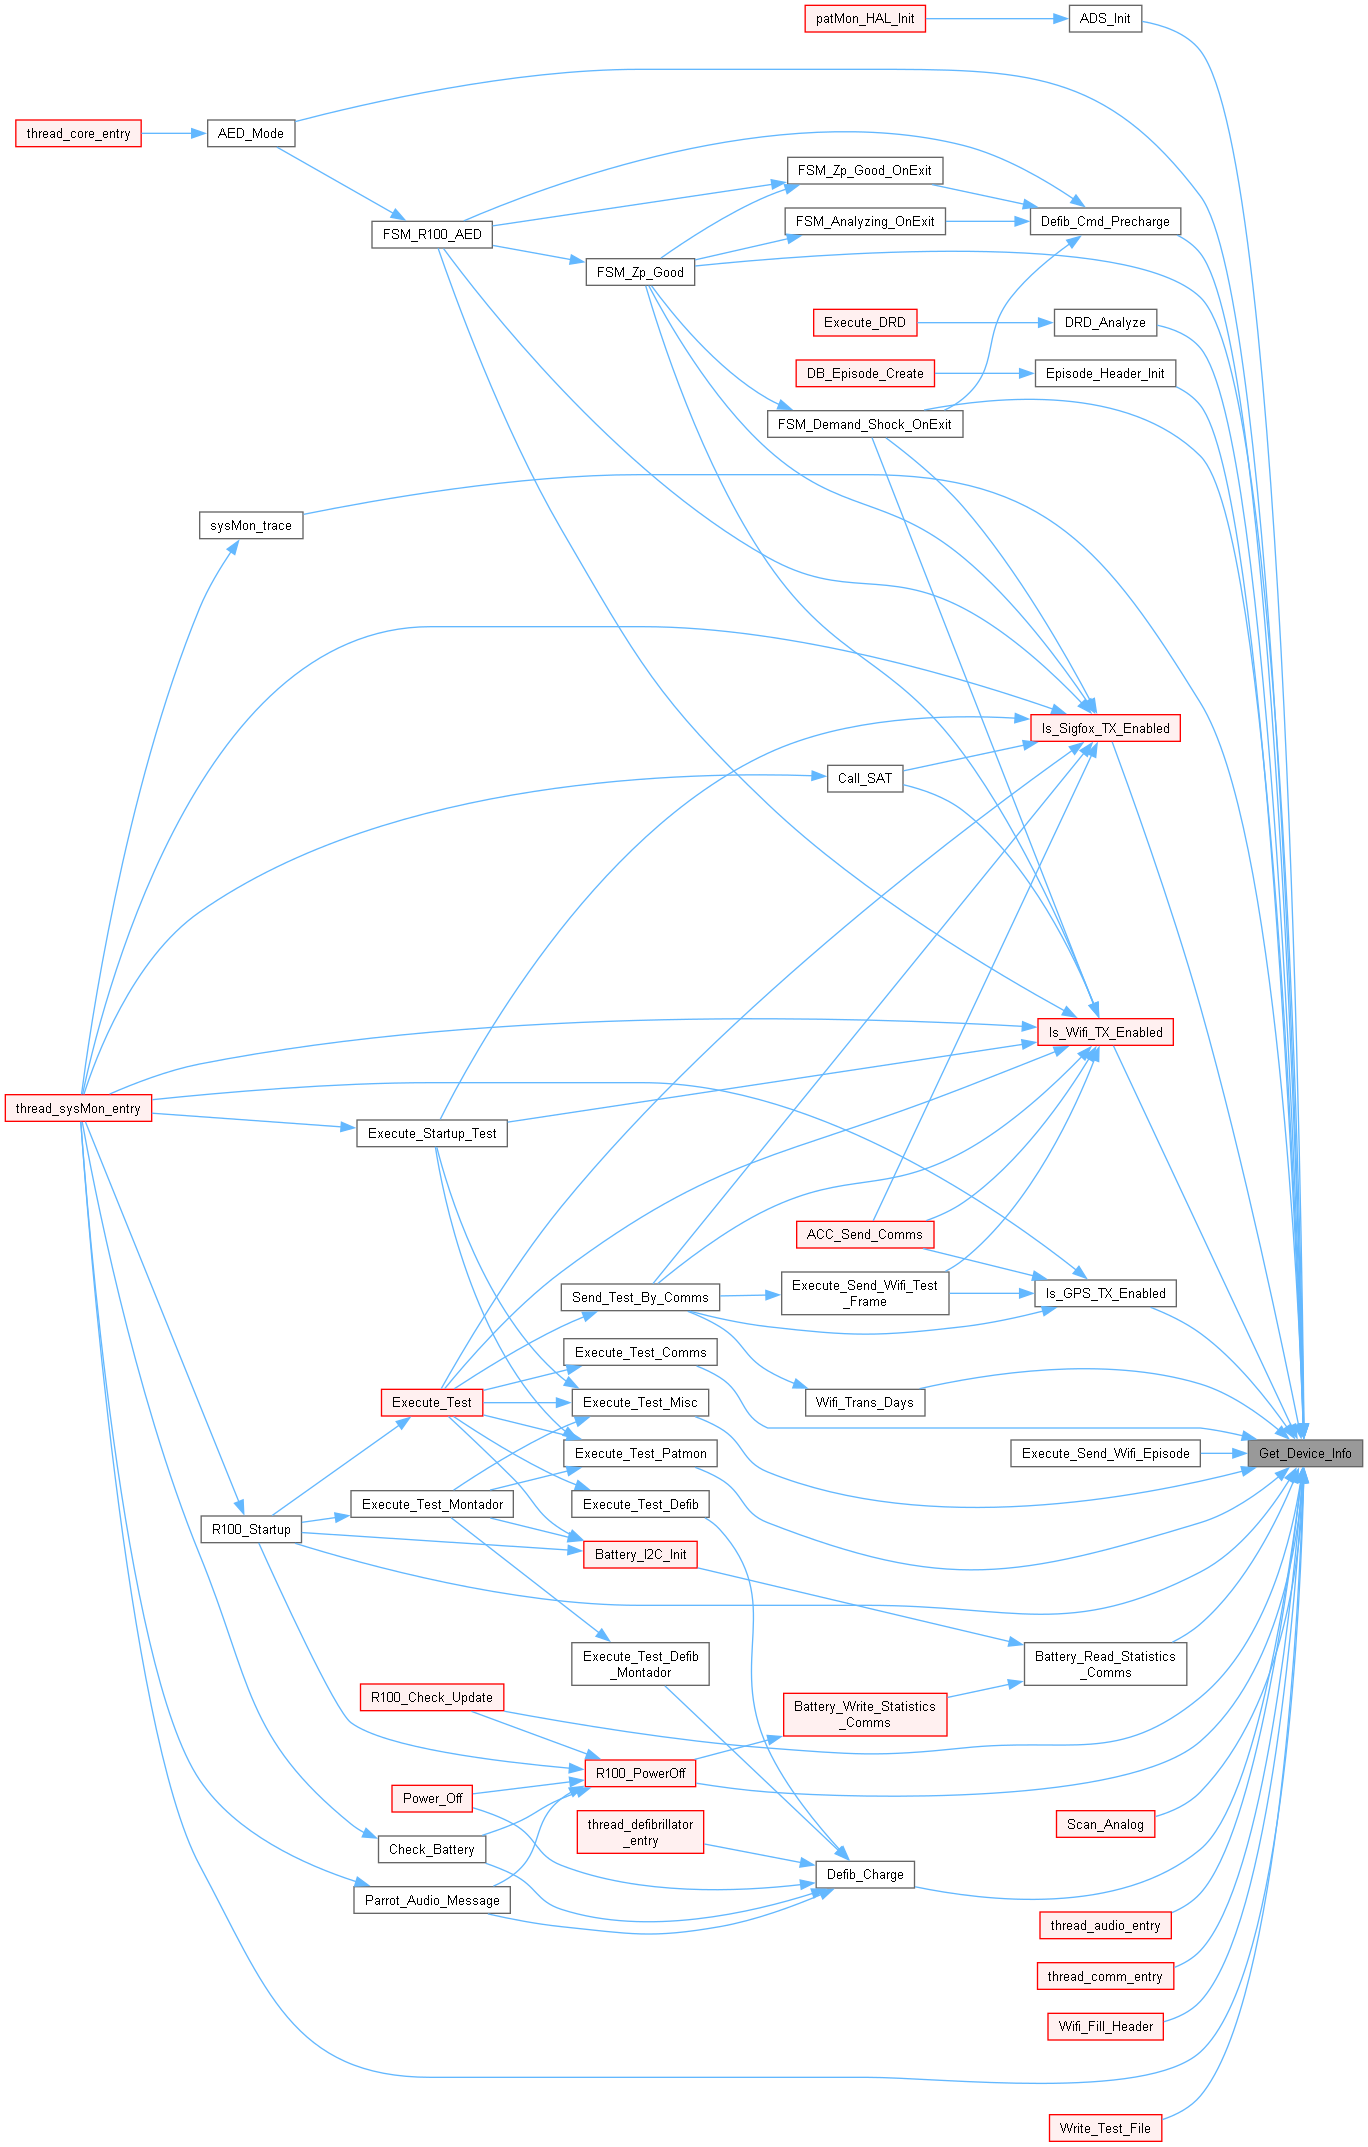 patMon_HAL_Init
ADS_Init
thread_core_entry
AED_Mode
FSM_Zp_Good_OnExit
FSM_R100_AED
FSM_Analyzing_OnExit
Defib_Cmd_Precharge
FSM_Zp_Good
Execute_DRD
DRD_Analyze
DB_Episode_Create
Episode_Header_Init
FSM_Demand_Shock_OnExit
sysMon_trace
Is_Sigfox_TX_Enabled
Call_SAT
Is_Wifi_TX_Enabled
thread_sysMon_entry
Execute_Startup_Test
ACC_Send_Comms
Send_Test_By_Comms
Execute_Send_Wifi_Test
_Frame
Is_GPS_TX_Enabled
Execute_Test_Comms
Execute_Test
Execute_Test_Misc
Wifi_Trans_Days
Execute_Test_Patmon
Execute_Send_Wifi_Episode
Get_Device_Info
Execute_Test_Montador
Execute_Test_Defib
R100_Startup
Battery_I2C_Init
Execute_Test_Defib
_Montador
Battery_Read_Statistics
_Comms
R100_Check_Update
Battery_Write_Statistics
_Comms
R100_PowerOff
Power_Off
thread_defibrillator
_entry
Scan_Analog
Check_Battery
Defib_Charge
Parrot_Audio_Message
thread_audio_entry
thread_comm_entry
Wifi_Fill_Header
Write_Test_File